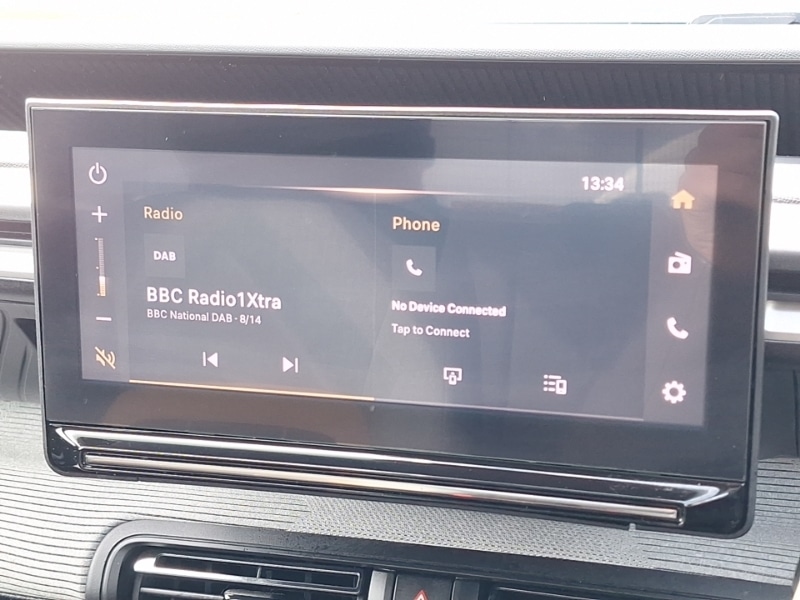 13:34
Radio
DAB
BBC Radio1Xtra
BBC National DAB · 8/14
Phone
No Device Connected
Tap to Connect